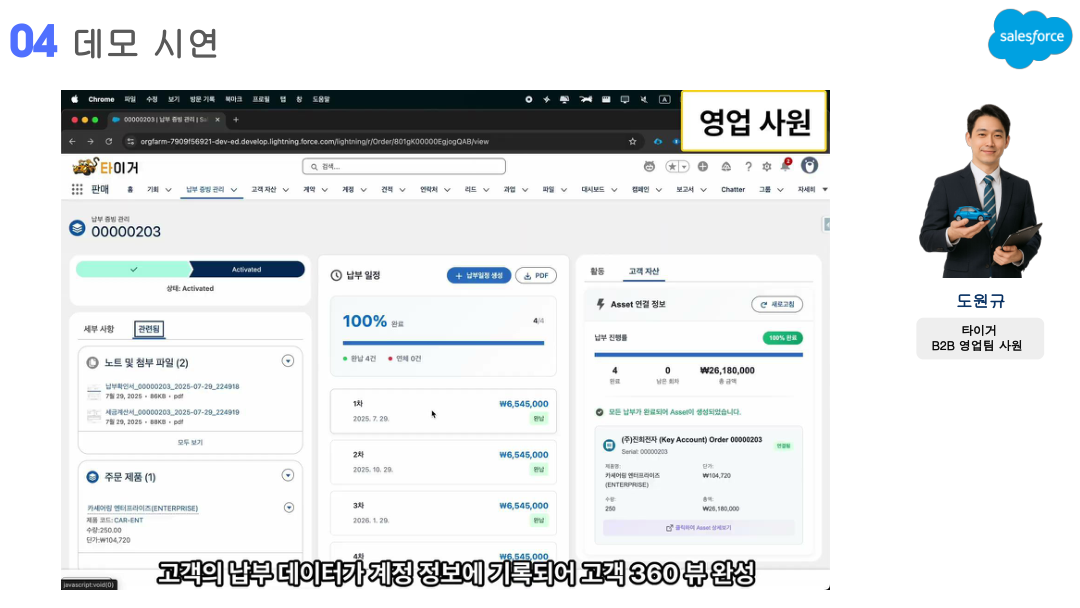 04 데모 시연
salesforce
Chrome 파일 수정 보기 방문 기록 북마크 프로필 탭 창 도움말
00000203 | 납부 증빙 관리 | Sal
영업 사원
orgfarm-7909f56921-dev-ed.develop.lightning.force.com/lightning/r/Order/801gK00000EgjogQAB/view
타이거
검색...
판매 홈 기회 납부 증빙 관리 고객 자산 계약 계정 견적 연락처 리드 과업 파일 대시보드 캠페인 보고서 Chatter 그룹 자세히
납부 증빙 관리
00000203
Activated
상태: Activated
세부 사항 관련됨
노트 및 첨부 파일 (2)
납부확인서_00000203_2025-07-29_224918
7월 29, 2025 • 86KB • pdf
세금계산서_00000203_2025-07-29_224919
7월 29, 2025 • 89KB • pdf
모두 보기
주문 제품 (1)
카세어링 엔터프라이즈(ENTERPRISE)
제품 코드: CAR-ENT
수량:250.00
단가:₩104,720
javascript:void(0)
납부 일정
+ 납부일정 생성
PDF
100% 완료
4/4
완납 4건 연체 0건
1차 ₩6,545,000
2025. 7. 29. 완납
2차 ₩6,545,000
2025. 10. 29. 완납
3차 ₩6,545,000
2026. 1. 29. 완납
4차 ₩6,545,000
활동 고객 자산
Asset 연결 정보
새로고침
납부 진행률
100% 완료
4 0 ₩26,180,000
완료 남은 회차 총 금액
모든 납부가 완료되어 Asset이 생성되었습니다.
(주)진희전자 (Key Account) Order 00000203
Serial: 00000203
연결됨
제품명: 단가:
카세어링 엔터프라이즈 ₩104,720
(ENTERPRISE)
수량: 총액:
250 ₩26,180,000
클릭하여 Asset 상세보기
고객의 납부 데이터가 계정 정보에 기록되어 고객 360 뷰 완성
도원규
타이거
B2B 영업팀 사원